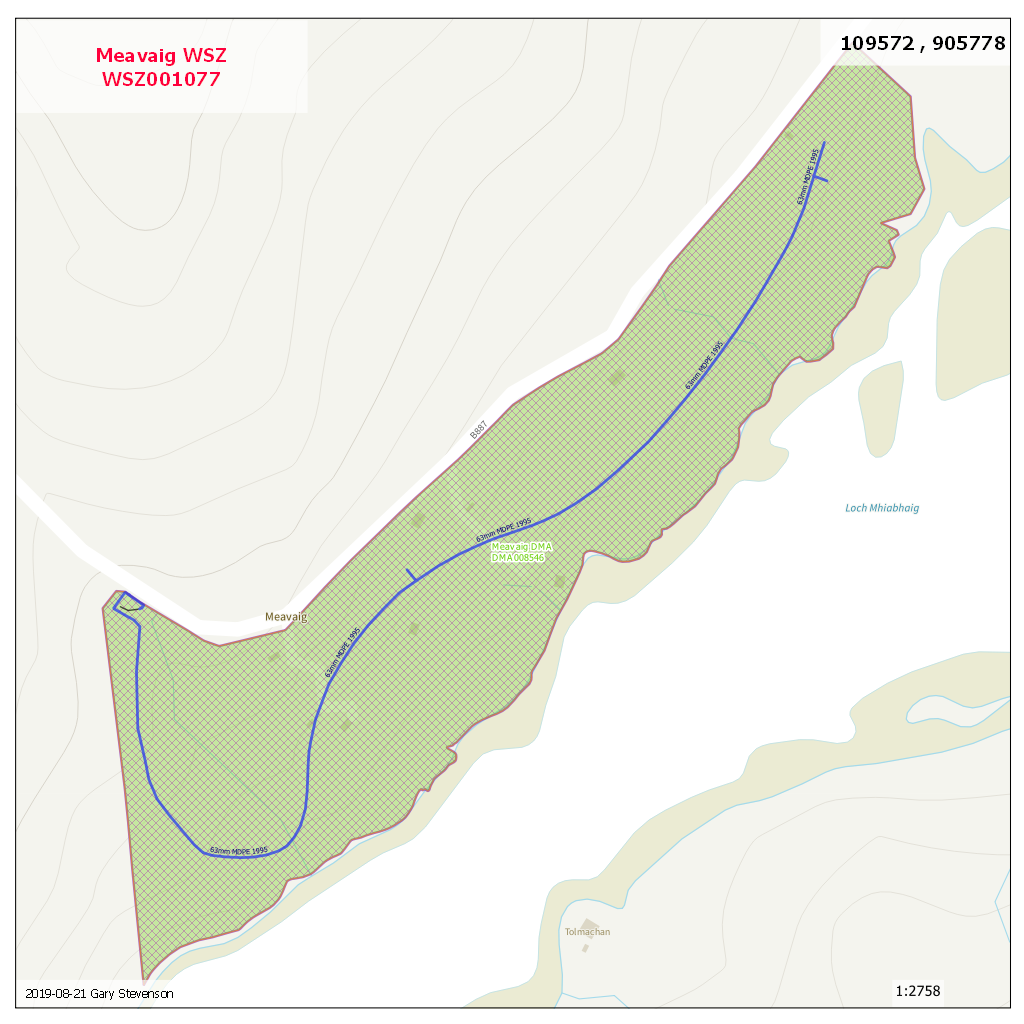 Meavaig WSZ
WSZ001077
109572 , 905778
63mm MDPE 1995
63mm MDPE 1995
B887
Loch Mhiabhaig
63mm MDPE 1995
Meavaig DMA
DMA008546
Meavaig
63mm MDPE 1995
63mm MDPE 1995
Tolmachan
2019-08-21 Gary Stevenson
1:2758